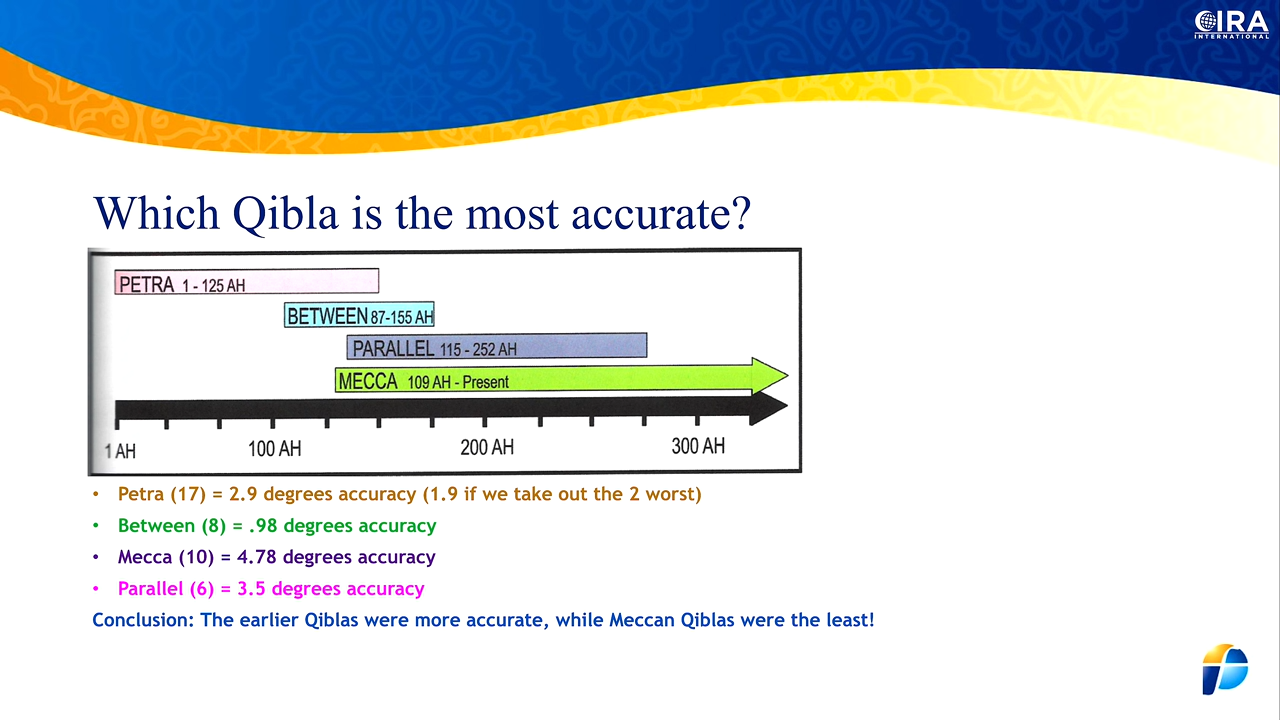 CIRA
INTERNATIONAL
Which Qibla is the most accurate?
PETRA 1 - 125 AH
BETWEEN 87-155 AH
PARALLEL 115 - 252 AH
MECCA 109 AH - Present
1 AH 100 AH 200 AH 300 AH
• Petra (17) = 2.9 degrees accuracy (1.9 if we take out the 2 worst)
• Between (8) = .98 degrees accuracy
• Mecca (10) = 4.78 degrees accuracy
• Parallel (6) = 3.5 degrees accuracy
Conclusion: The earlier Qiblas were more accurate, while Meccan Qiblas were the least!